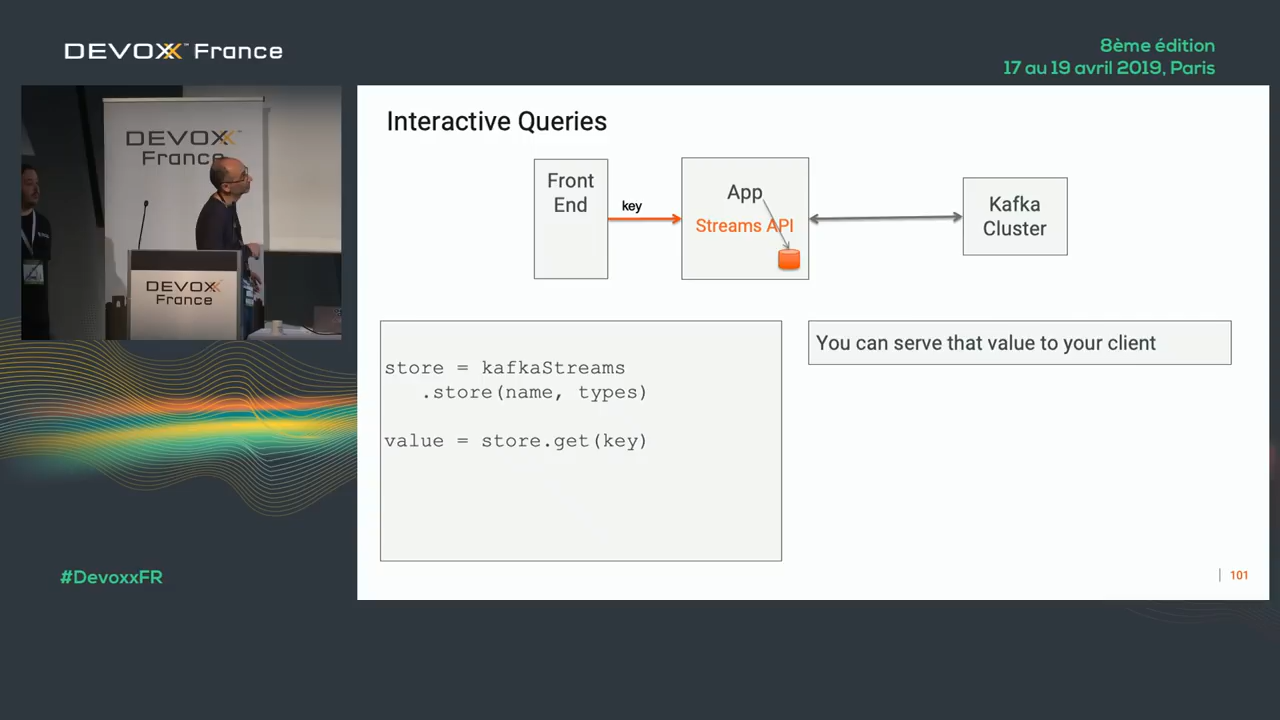 DEVOXX™ France
8ème édition
17 au 19 avril 2019, Paris
DEVOXX
France
DEVOXX
France
Interactive Queries
Front
End
key
App
Streams API
Kafka
Cluster
store = kafkaStreams
.store(name, types)
value = store.get(key)
You can serve that value to your client
#DevoxxFR
101